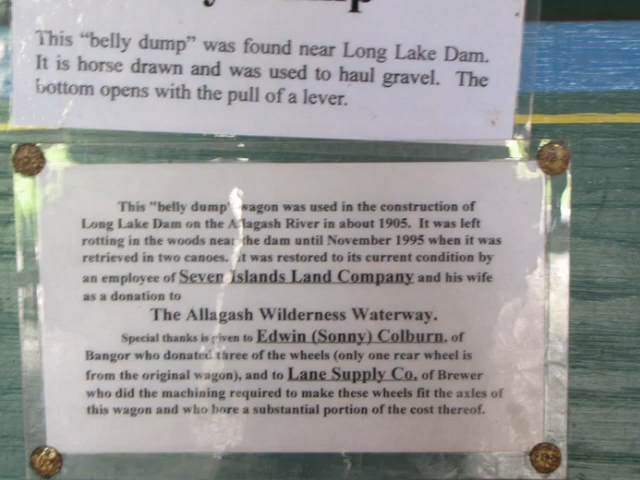 This "belly dump" was found near Long Lake Dam.
It is horse drawn and was used to haul gravel. The
bottom opens with the pull of a lever.
This "belly dump" wagon was used in the construction of
Long Lake Dam on the Allagash River in about 1905. It was left
rotting in the woods near the dam until November 1995 when it was
retrieved in two canoes. It was restored to its current condition by
an employee of Seven Islands Land Company and his wife
as a donation to
The Allagash Wilderness Waterway.
Special thanks is given to Edwin (Sonny) Colburn, of
Bangor who donated three of the wheels (only one rear wheel is
from the original wagon), and to Lane Supply Co. of Brewer
who did the machining required to make these wheels fit the axles of
this wagon and who bore a substantial portion of the cost thereof.